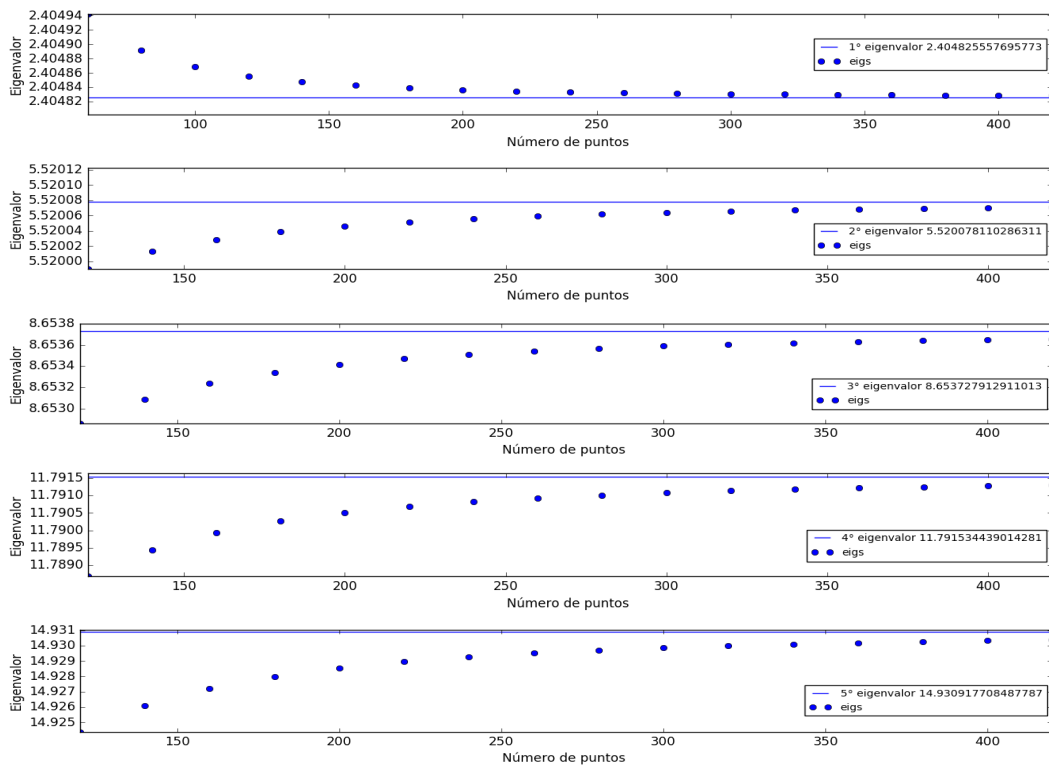 2.40494
2.40492
2.40490
2.40488
2.40486
2.40484
2.40482
Eigenvalor
1° eigenvalor 2.404825557695773
eigs
100 150 200 250 300 350 400
Número de puntos
5.52012
5.52010
5.52008
5.52006
5.52004
5.52002
5.52000
Eigenvalor
2° eigenvalor 5.520078110286311
eigs
150 200 250 300 350 400
Número de puntos
8.6538
8.6536
8.6534
8.6532
8.6530
Eigenvalor
3° eigenvalor 8.653727912911013
eigs
150 200 250 300 350 400
Número de puntos
11.7915
11.7910
11.7905
11.7900
11.7895
11.7890
Eigenvalor
4° eigenvalor 11.791534439014281
eigs
150 200 250 300 350 400
Número de puntos
14.931
14.930
14.929
14.928
14.927
14.926
14.925
Eigenvalor
5° eigenvalor 14.930917708487787
eigs
150 200 250 300 350 400
Número de puntos